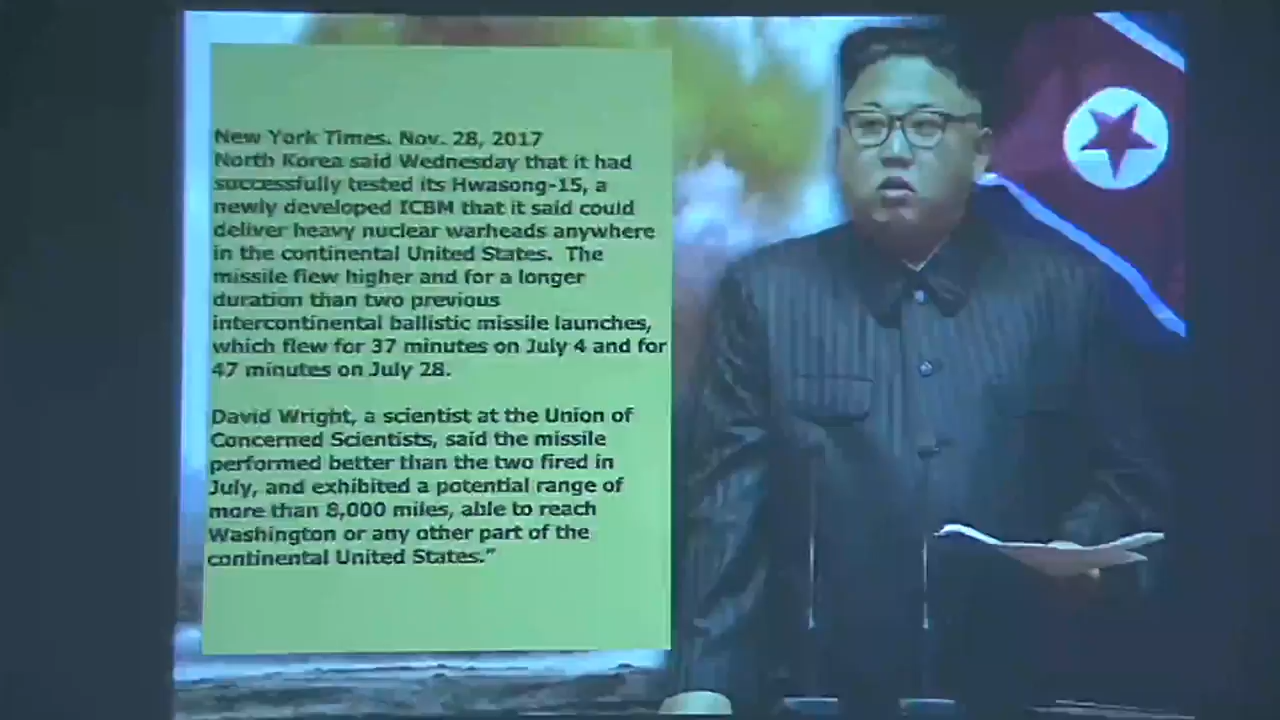 New York Times. Nov. 28, 2017
North Korea said Wednesday that it had
successfully tested its Hwasong-15, a
newly developed ICBM that it said could
deliver heavy nuclear warheads anywhere
in the continental United States. The
missile flew higher and for a longer
duration than two previous
intercontinental ballistic missile launches,
which flew for 37 minutes on July 4 and for
47 minutes on July 28.
David Wright, a scientist at the Union of
Concerned Scientists, said the missile
performed better than the two fired in
July, and exhibited a potential range of
more than 8,000 miles, able to reach
Washington or any other part of the
continental United States.”